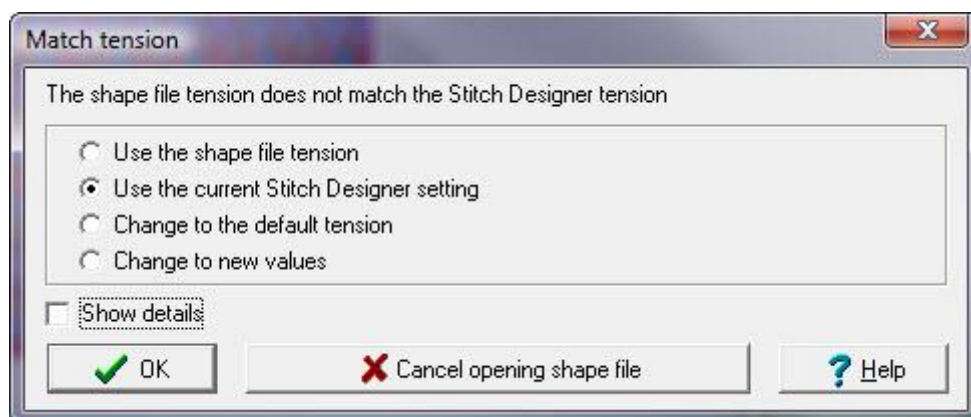 Match tension
The shape file tension does not match the Stitch Designer tension
Use the shape file tension
Use the current Stitch Designer setting
Change to the default tension
Change to new values
Show details
OK Cancel opening shape file Help